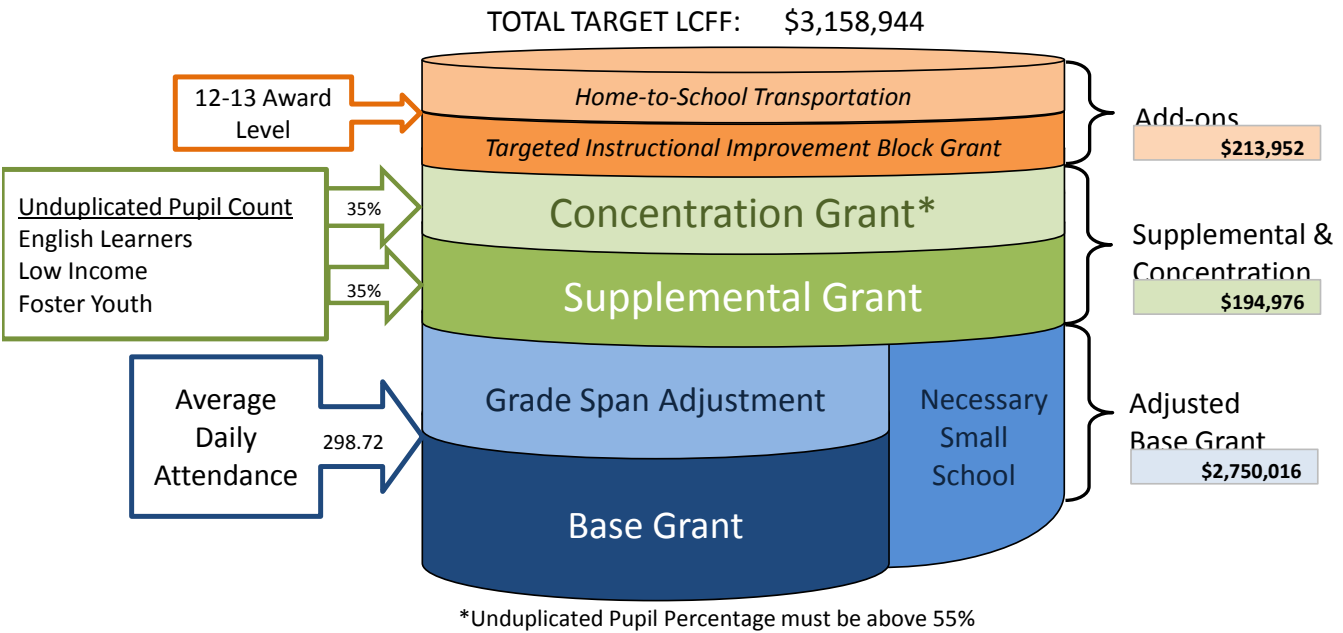 TOTAL TARGET LCFF: $3,158,944
12-13 Award
Level
Home-to-School Transportation
Targeted Instructional Improvement Block Grant
Add-ons
$213,952
Unduplicated Pupil Count
English Learners
Low Income
Foster Youth
35%
35%
Concentration Grant*
Supplemental Grant
Supplemental &
Concentration
$194,976
Average
Daily
Attendance
298.72
Grade Span Adjustment
Base Grant
Necessary
Small
School
Adjusted
Base Grant
$2,750,016
*Unduplicated Pupil Percentage must be above 55%